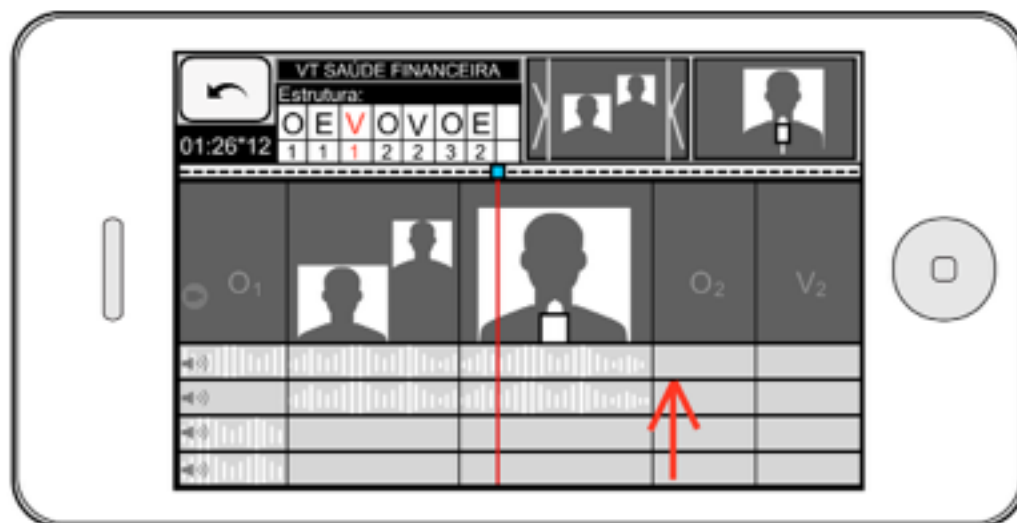 VT SAÚDE FINANCEIRA
Estrutura:
O E V O V O E
1 1 1 2 2 3 2
01:26*12
O1
O2
V2